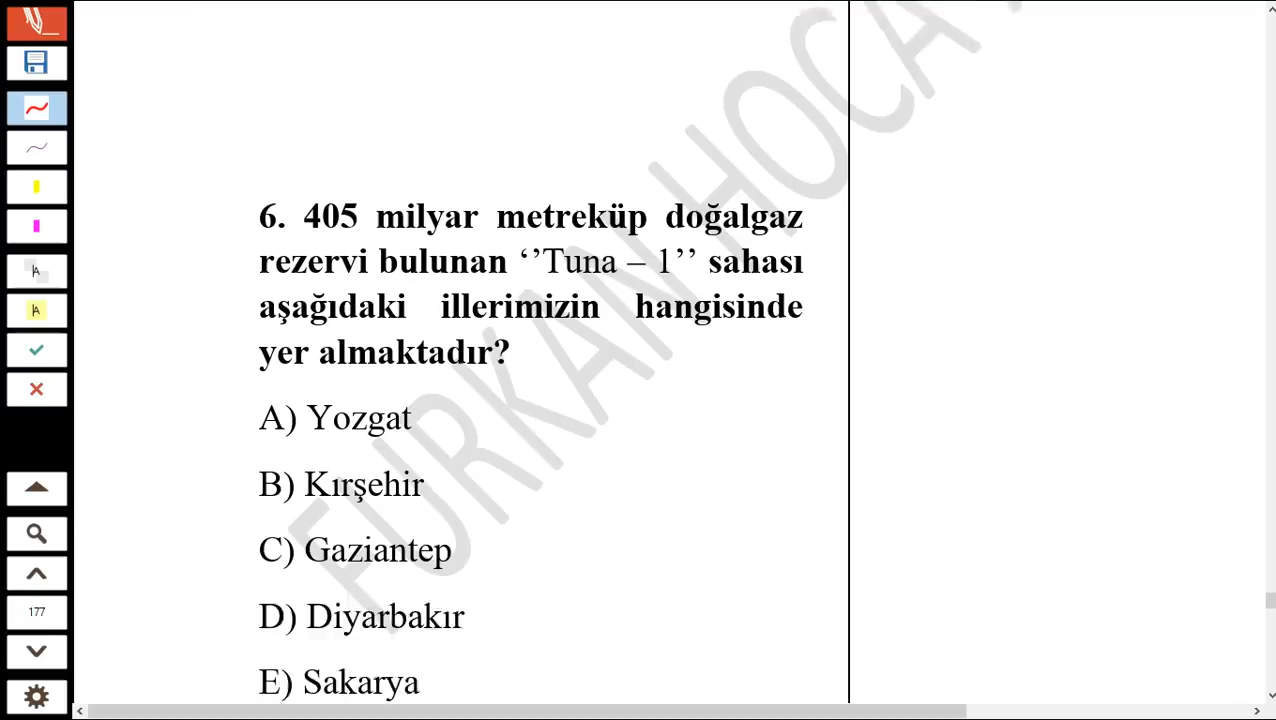 FURKAN HOCA
6. 405 milyar metreküp doğalgaz
rezervi bulunan ‘’Tuna – 1’’ sahası
aşağıdaki illerimizin hangisinde
yer almaktadır?
A) Yozgat
B) Kırşehir
C) Gaziantep
D) Diyarbakır
E) Sakarya
A
A
177